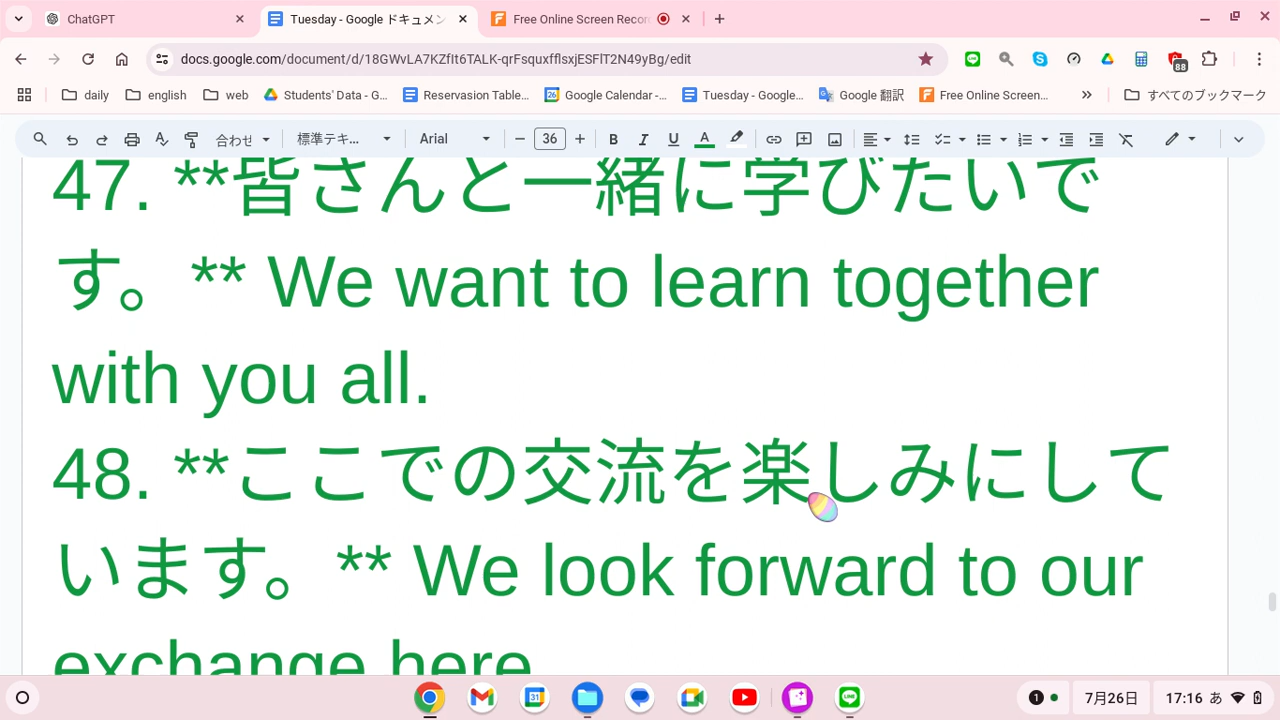 ChatGPT
Tuesday - Google ドキュメン
Free Online Screen Recor
docs.google.com/document/d/18GWvt_A7KZfIt6TALK-qrFsquxfflsxjESFlT2N49yBg/edit
88
daily
english
web
Students' Data - G...
Reservasion Table...
Google Calendar -...
Tuesday - Google...
Google 翻訳
Free Online Screen...
すべてのブックマーク
合わせ
標準テキ...
Arial
36
B
I
U
A
47. **皆さんと一緒に学びたいで
す。** We want to learn together
with you all.
48. **ここでの交流を楽しみにして
います。** We look forward to our
exchange here
31
1
7月26日
17:16
あ